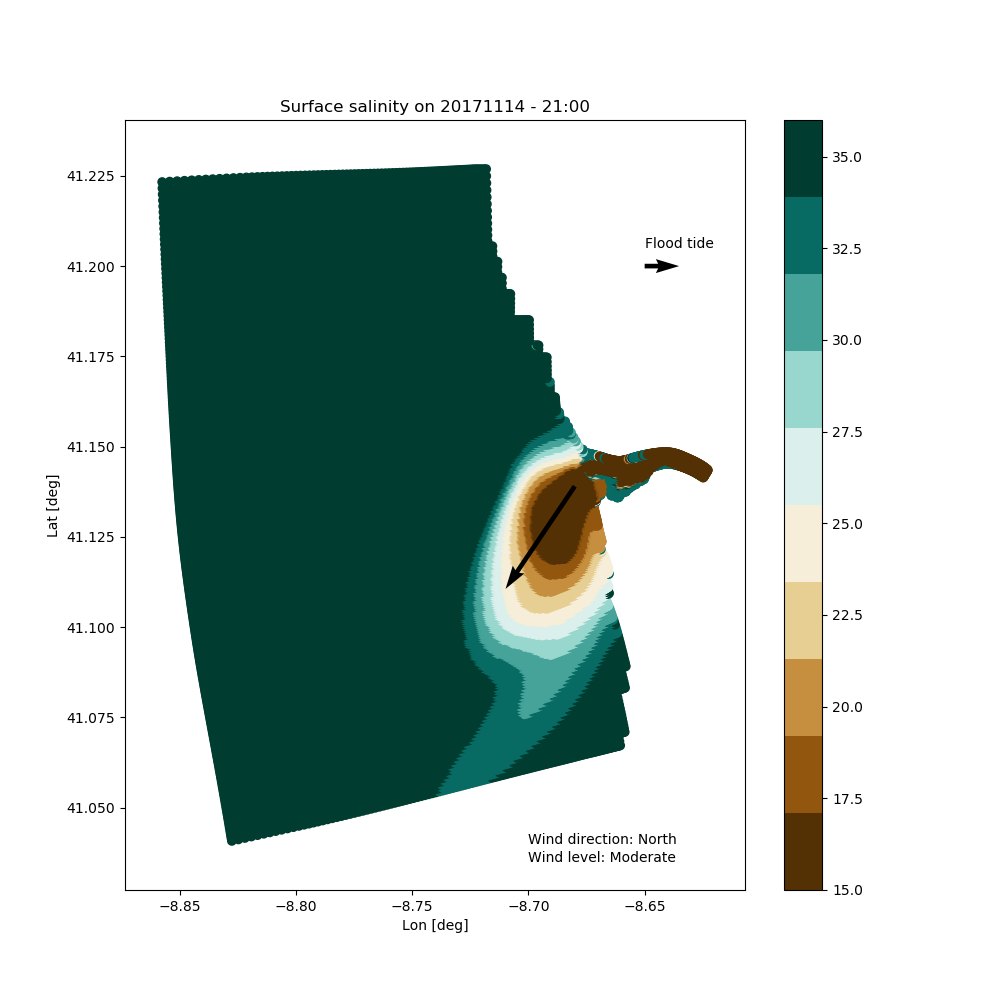 Surface salinity on 20171114 - 21:00
41.225
41.200
41.175
41.150
41.125
41.100
41.075
41.050
Lat [deg]
Flood tide
Wind direction: North
Wind level: Moderate
−8.85 −8.80 −8.75 −8.70 −8.65
Lon [deg]
35.0
32.5
30.0
27.5
25.0
22.5
20.0
17.5
15.0